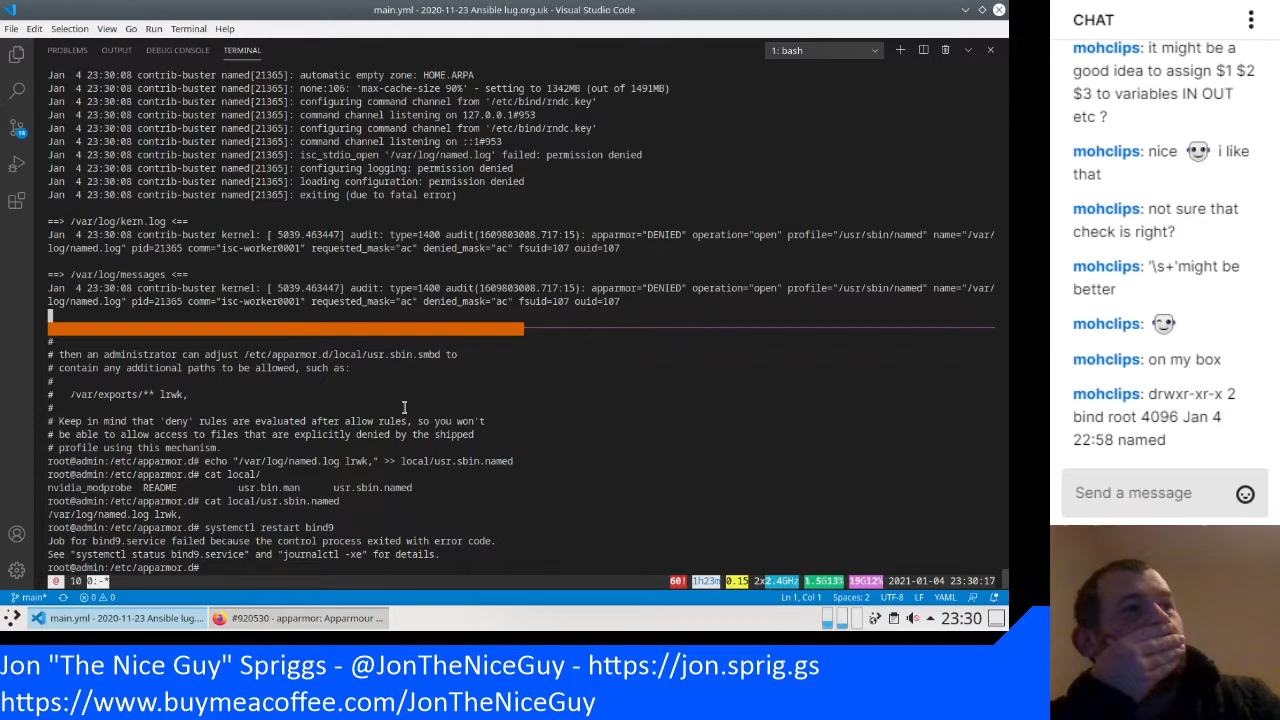 main.yml - 2020-11-23 Ansible lug.org.uk - Visual Studio Code
File Edit Selection View Go Run Terminal Help
PROBLEMS OUTPUT DEBUG CONSOLE TERMINAL
1: bash
Jan  4 23:30:08 contrib-buster named[21365]: automatic empty zone: HOME.ARPA
Jan  4 23:30:08 contrib-buster named[21365]: none:106: 'max-cache-size 90%' - setting to 1342MB (out of 1491MB)
Jan  4 23:30:08 contrib-buster named[21365]: configuring command channel from '/etc/bind/rndc.key'
Jan  4 23:30:08 contrib-buster named[21365]: command channel listening on 127.0.0.1#953
Jan  4 23:30:08 contrib-buster named[21365]: configuring command channel from '/etc/bind/rndc.key'
Jan  4 23:30:08 contrib-buster named[21365]: command channel listening on ::1#953
Jan  4 23:30:08 contrib-buster named[21365]: isc_stdio_open '/var/log/named.log' failed: permission denied
Jan  4 23:30:08 contrib-buster named[21365]: configuring logging: permission denied
Jan  4 23:30:08 contrib-buster named[21365]: loading configuration: permission denied
Jan  4 23:30:08 contrib-buster named[21365]: exiting (due to fatal error)
==> /var/log/kern.log <==
Jan  4 23:30:08 contrib-buster kernel: [ 5039.463447] audit: type=1400 audit(1609803008.717:15): apparmor="DENIED" operation="open" profile="/usr/sbin/named" name="/var/
log/named.log" pid=21365 comm="isc-worker0001" requested_mask="ac" denied_mask="ac" fsuid=107 ouid=107
==> /var/log/messages <==
Jan  4 23:30:08 contrib-buster kernel: [ 5039.463447] audit: type=1400 audit(1609803008.717:15): apparmor="DENIED" operation="open" profile="/usr/sbin/named" name="/var/
log/named.log" pid=21365 comm="isc-worker0001" requested_mask="ac" denied_mask="ac" fsuid=107 ouid=107
#
# then an administrator can adjust /etc/apparmor.d/local/usr.sbin.smbd to
# contain any additional paths to be allowed, such as:
#
#   /var/exports/** lrwk,
#
# Keep in mind that 'deny' rules are evaluated after allow rules, so you won't
# be able to allow access to files that are explicitly denied by the shipped
# profile using this mechanism.
root@admin:/etc/apparmor.d# echo "/var/log/named.log lrwk," >> local/usr.sbin.named
root@admin:/etc/apparmor.d# cat local/
nvidia_modprobe  README           usr.bin.man      usr.sbin.named
root@admin:/etc/apparmor.d# cat local/usr.sbin.named
/var/log/named.log lrwk,
root@admin:/etc/apparmor.d# systemctl restart bind9
Job for bind9.service failed because the control process exited with error code.
See "systemctl status bind9.service" and "journalctl -xe" for details.
root@admin:/etc/apparmor.d#
@ 10 0:-* 60! 1h23m 0.15 2x2.4GHz 1.5G13% 19G12% 2021-01-04 23:30:17
main* 0 0 Ln 1, Col 1 Spaces: 2 UTF-8 LF YAML
main.yml - 2020-11-23 Ansible lug.... #920530 - apparmor: Apparmour ... 23:30
Jon "The Nice Guy" Spriggs - @JonTheNiceGuy - https://jon.sprig.gs
https://www.buymeacoffee.com/JonTheNiceGuy
CHAT
mohclips: it might be a
good idea to assign $1 $2
$3 to variables IN OUT
etc ?
mohclips: nice i like
that
mohclips: not sure that
check is right?
mohclips: '\s+'might be
better
mohclips:
mohclips: on my box
mohclips: drwxr-xr-x 2
bind root 4096 Jan 4
22:58 named
Send a message